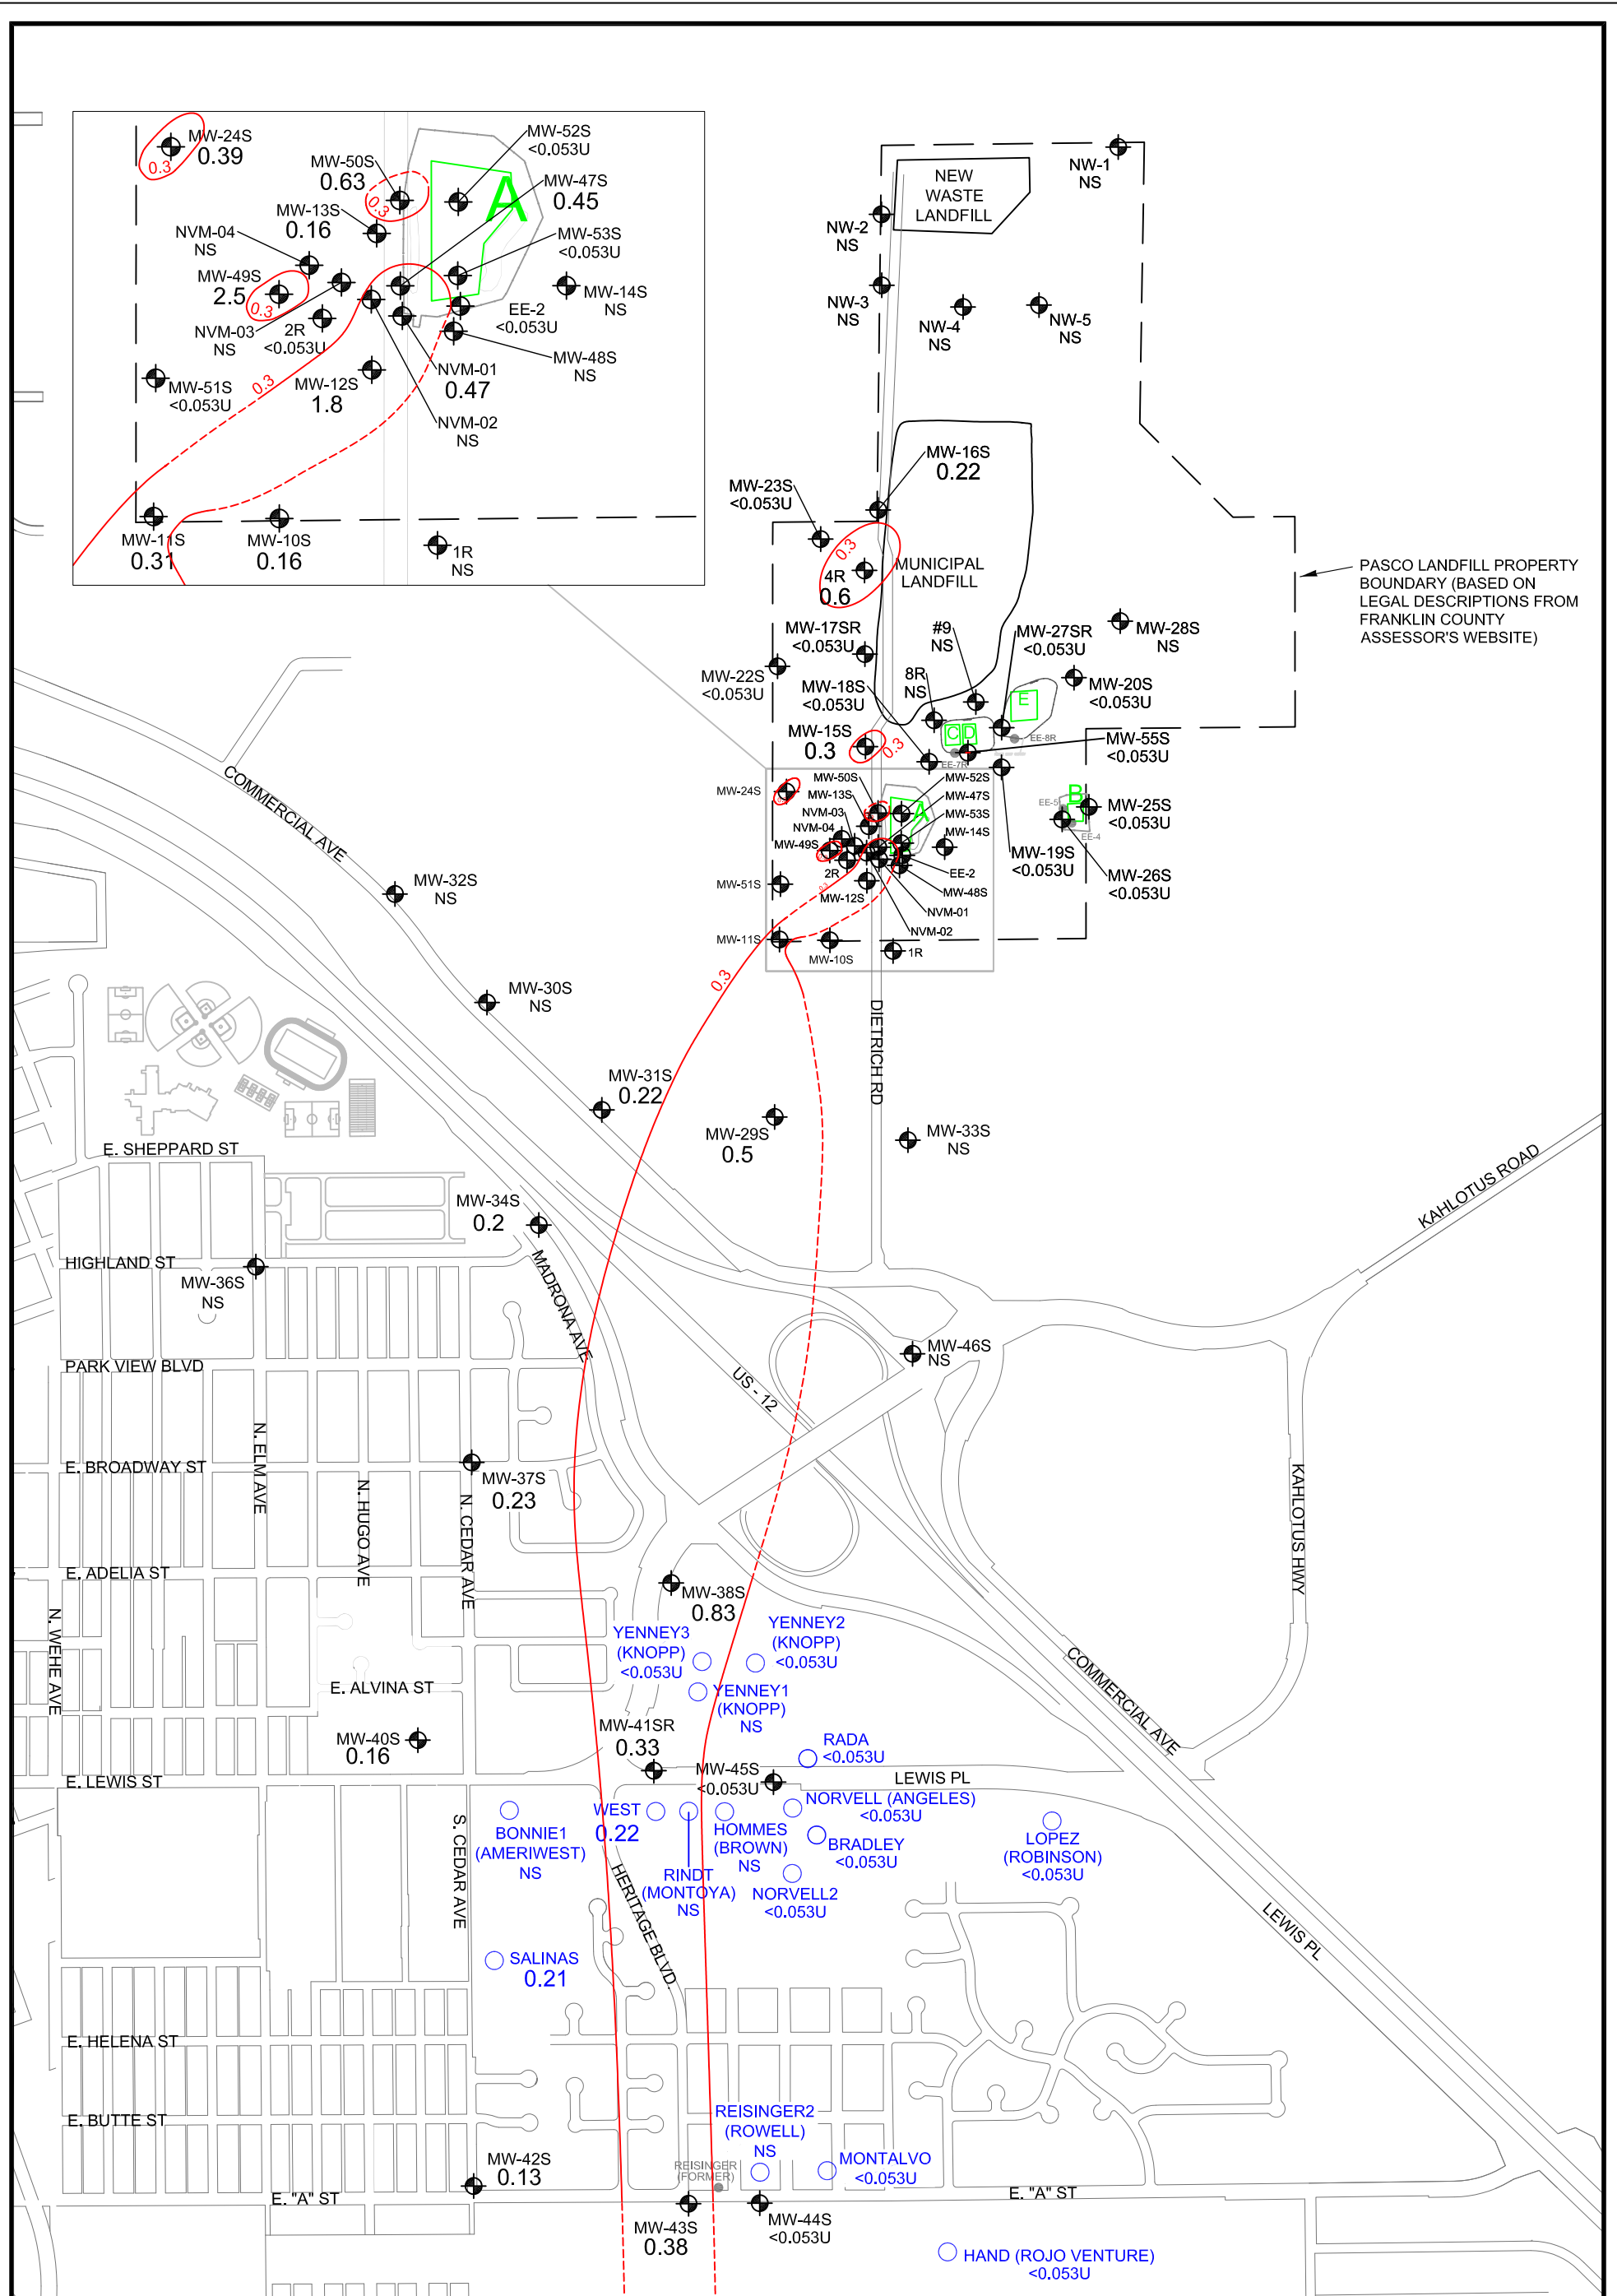 MW-24S
0.39
0.3
MW-52S
<0.053U
MW-50S
0.63
0.3
A
MW-47S
0.45
MW-13S
0.16
NVM-04
NS
MW-53S
<0.053U
MW-49S
2.5
0.3
MW-14S
NS
NVM-03
NS
2R
<0.053U
EE-2
<0.053U
MW-48S
NS
MW-51S
<0.053U
0.3
MW-12S
1.8
NVM-01
0.47
NVM-02
NS
MW-11S
0.31
MW-10S
0.16
1R
NS
NEW
WASTE
LANDFILL
NW-1
NS
NW-2
NS
NW-3
NS
NW-4
NS
NW-5
NS
MW-16S
0.22
MW-23S
<0.053U
0.3
4R
0.6
MUNICIPAL
LANDFILL
PASCO LANDFILL PROPERTY
BOUNDARY (BASED ON
LEGAL DESCRIPTIONS FROM
FRANKLIN COUNTY
ASSESSOR'S WEBSITE)
MW-17SR
<0.053U
#9
NS
MW-27SR
<0.053U
MW-28S
NS
MW-22S
<0.053U
MW-18S
<0.053U
8R
NS
MW-20S
<0.053U
E
C
D
EE-8R
EE-7R
MW-15S
0.3
0.3
MW-55S
<0.053U
MW-24S
MW-50S
MW-52S
MW-13S
MW-47S
NVM-03
MW-53S
NVM-04
MW-14S
MW-49S
A
2R
EE-2
MW-51S
0.3
MW-12S
MW-48S
NVM-01
NVM-02
MW-11S
MW-10S
1R
B
EE-5
EE-4
MW-25S
<0.053U
MW-19S
<0.053U
MW-26S
<0.053U
COMMERCIAL AVE
MW-32S
NS
MW-30S
NS
0.3
DIETRICH RD
MW-31S
0.22
MW-29S
0.5
MW-33S
NS
E. SHEPPARD ST
KAHLOTUS ROAD
MW-34S
0.2
HIGHLAND ST
MW-36S
NS
MADRONA AVE
PARK VIEW BLVD
US - 12
MW-46S
NS
N. ELM AVE
E. BROADWAY ST
MW-37S
0.23
N. HUGO AVE
N. CEDAR AVE
KAHLOTUS HWY
E. ADELIA ST
N. WEHE AVE
MW-38S
0.83
YENNEY3
(KNOPP)
<0.053U
YENNEY2
(KNOPP)
<0.053U
YENNEY1
(KNOPP)
NS
COMMERCIAL AVE
E. ALVINA ST
MW-40S
0.16
MW-41SR
0.33
RADA
<0.053U
MW-45S
<0.053U
E. LEWIS ST
LEWIS PL
WEST
0.22
NORVELL (ANGELES)
<0.053U
BONNIE1
(AMERIWEST)
NS
S. CEDAR AVE
HOMMES
(BROWN)
NS
BRADLEY
<0.053U
LOPEZ
(ROBINSON)
<0.053U
RINDT
(MONTOYA)
NS
NORVELL2
<0.053U
HERITAGE BLVD.
LEWIS PL
SALINAS
0.21
E. HELENA ST
E. BUTTE ST
REISINGER2
(ROWELL)
NS
MW-42S
0.13
REISINGER
(FORMER)
MONTALVO
<0.053U
E. "A" ST
E. "A" ST
MW-43S
0.38
MW-44S
<0.053U
HAND (ROJO VENTURE)
<0.053U